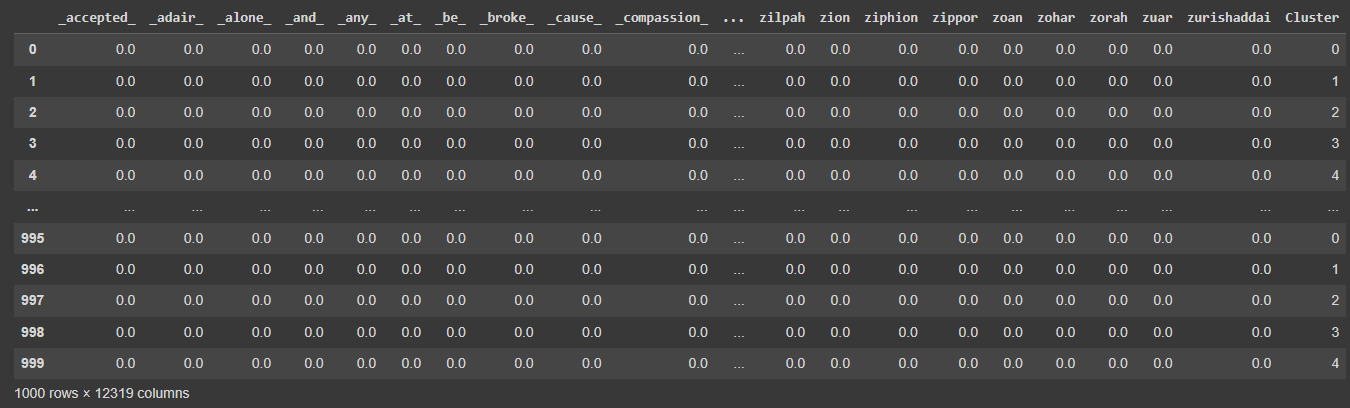 _accepted_ _adair_ _alone_ _and_ _any_ _at_ _be_ _broke_ _cause_ _compassion_ ... zilpah zion ziphion zippor zoan zohar zorah zuar zurishaddai Cluster
0 0.0 0.0 0.0 0.0 0.0 0.0 0.0 0.0 0.0 0.0 ... 0.0 0.0 0.0 0.0 0.0 0.0 0.0 0.0 0.0 0
1 0.0 0.0 0.0 0.0 0.0 0.0 0.0 0.0 0.0 0.0 ... 0.0 0.0 0.0 0.0 0.0 0.0 0.0 0.0 0.0 1
2 0.0 0.0 0.0 0.0 0.0 0.0 0.0 0.0 0.0 0.0 ... 0.0 0.0 0.0 0.0 0.0 0.0 0.0 0.0 0.0 2
3 0.0 0.0 0.0 0.0 0.0 0.0 0.0 0.0 0.0 0.0 ... 0.0 0.0 0.0 0.0 0.0 0.0 0.0 0.0 0.0 3
4 0.0 0.0 0.0 0.0 0.0 0.0 0.0 0.0 0.0 0.0 ... 0.0 0.0 0.0 0.0 0.0 0.0 0.0 0.0 0.0 4
... ... ... ... ... ... ... ... ... ... ... ... ... ... ... ... ... ... ... ... ... ...
995 0.0 0.0 0.0 0.0 0.0 0.0 0.0 0.0 0.0 0.0 ... 0.0 0.0 0.0 0.0 0.0 0.0 0.0 0.0 0.0 0
996 0.0 0.0 0.0 0.0 0.0 0.0 0.0 0.0 0.0 0.0 ... 0.0 0.0 0.0 0.0 0.0 0.0 0.0 0.0 0.0 1
997 0.0 0.0 0.0 0.0 0.0 0.0 0.0 0.0 0.0 0.0 ... 0.0 0.0 0.0 0.0 0.0 0.0 0.0 0.0 0.0 2
998 0.0 0.0 0.0 0.0 0.0 0.0 0.0 0.0 0.0 0.0 ... 0.0 0.0 0.0 0.0 0.0 0.0 0.0 0.0 0.0 3
999 0.0 0.0 0.0 0.0 0.0 0.0 0.0 0.0 0.0 0.0 ... 0.0 0.0 0.0 0.0 0.0 0.0 0.0 0.0 0.0 4
1000 rows × 12319 columns